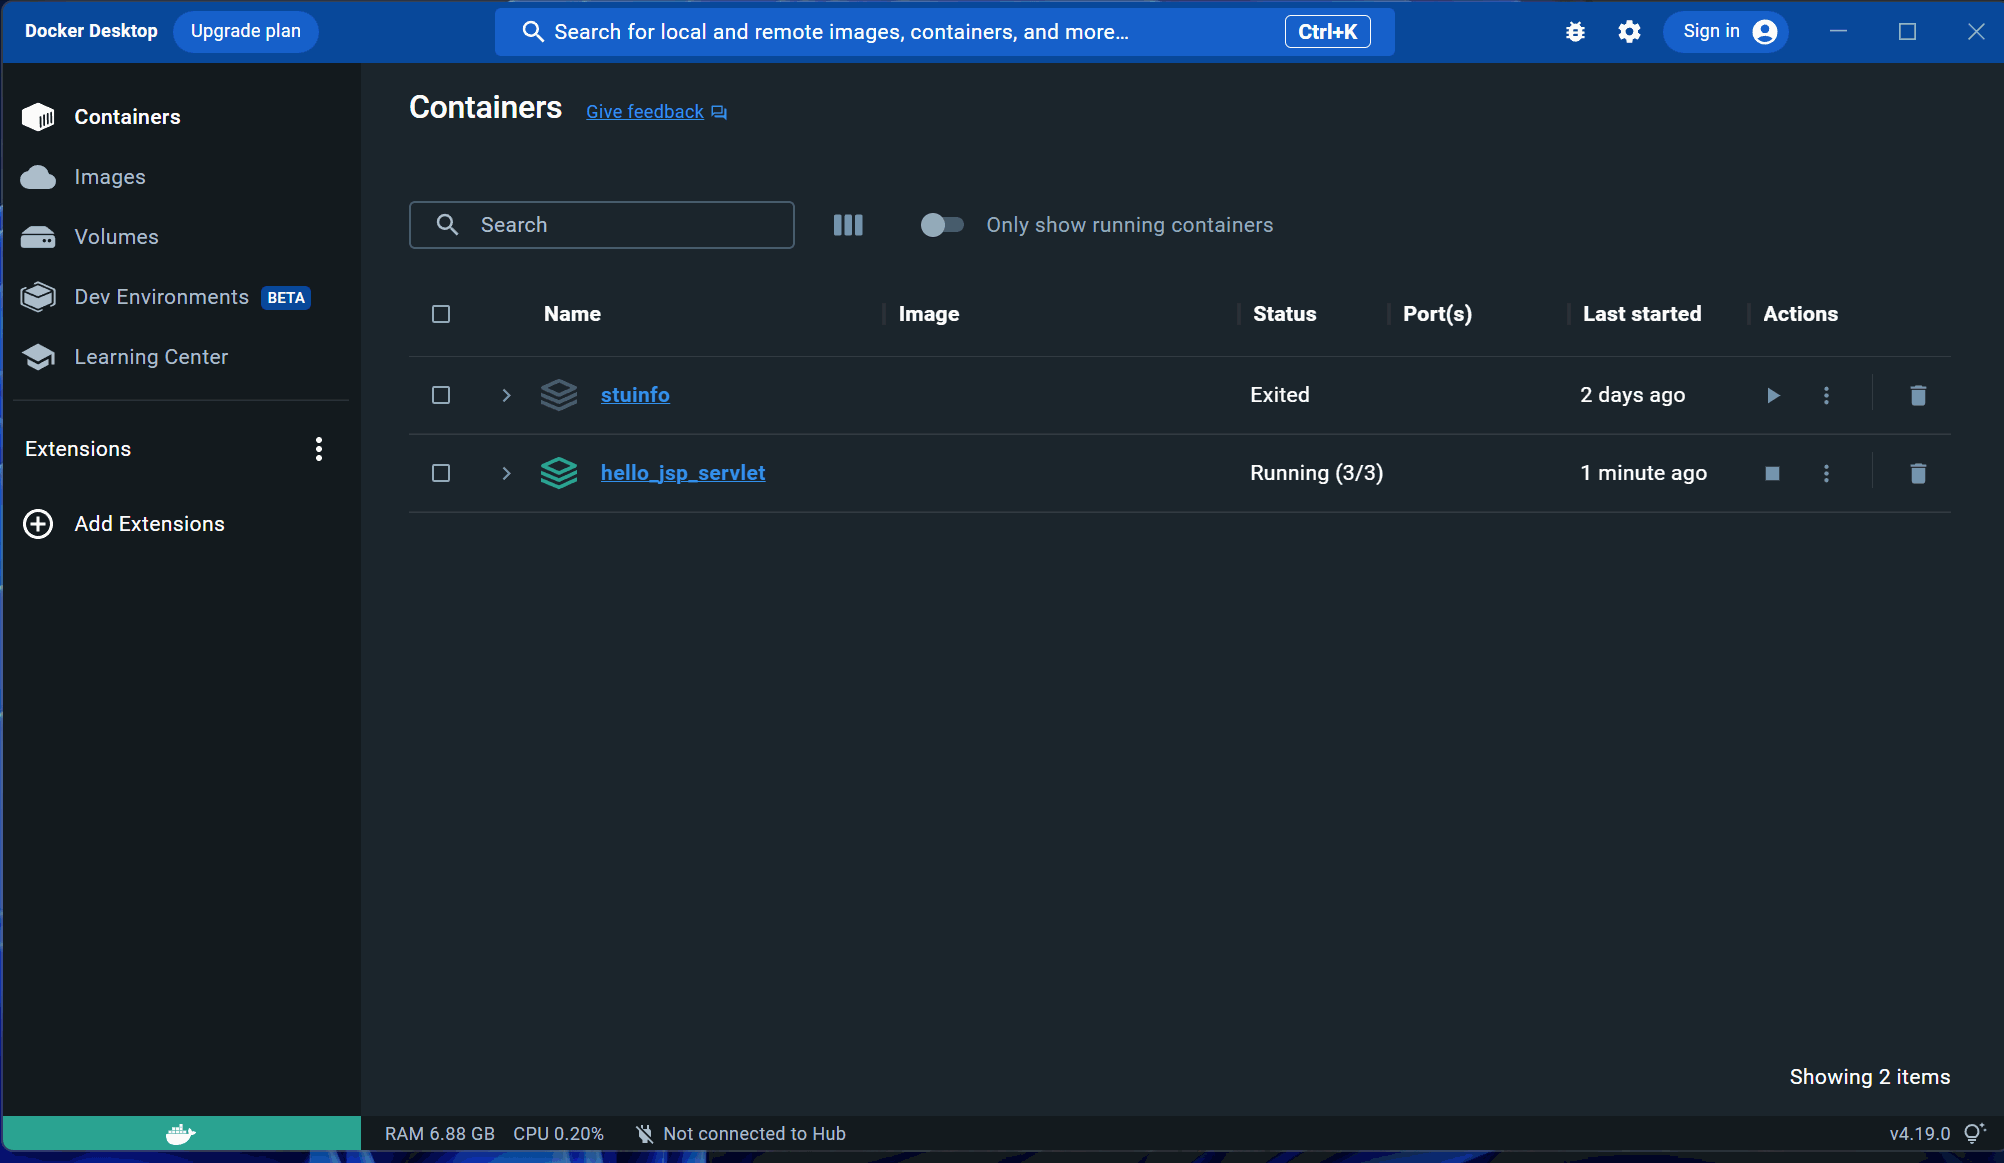 Docker Desktop Upgrade plan Search for local and remote images, containers, and more... Ctrl+K Sign in
Containers
Images
Volumes
Dev Environments BETA
Learning Center
Extensions
Add Extensions
Containers Give feedback
Search Only show running containers
Name Image Status Port(s) Last started Actions
stuinfo Exited 2 days ago
hello_jsp_servlet Running (3/3) 1 minute ago
Showing 2 items
RAM 6.88 GB CPU 0.20% Not connected to Hub v4.19.0